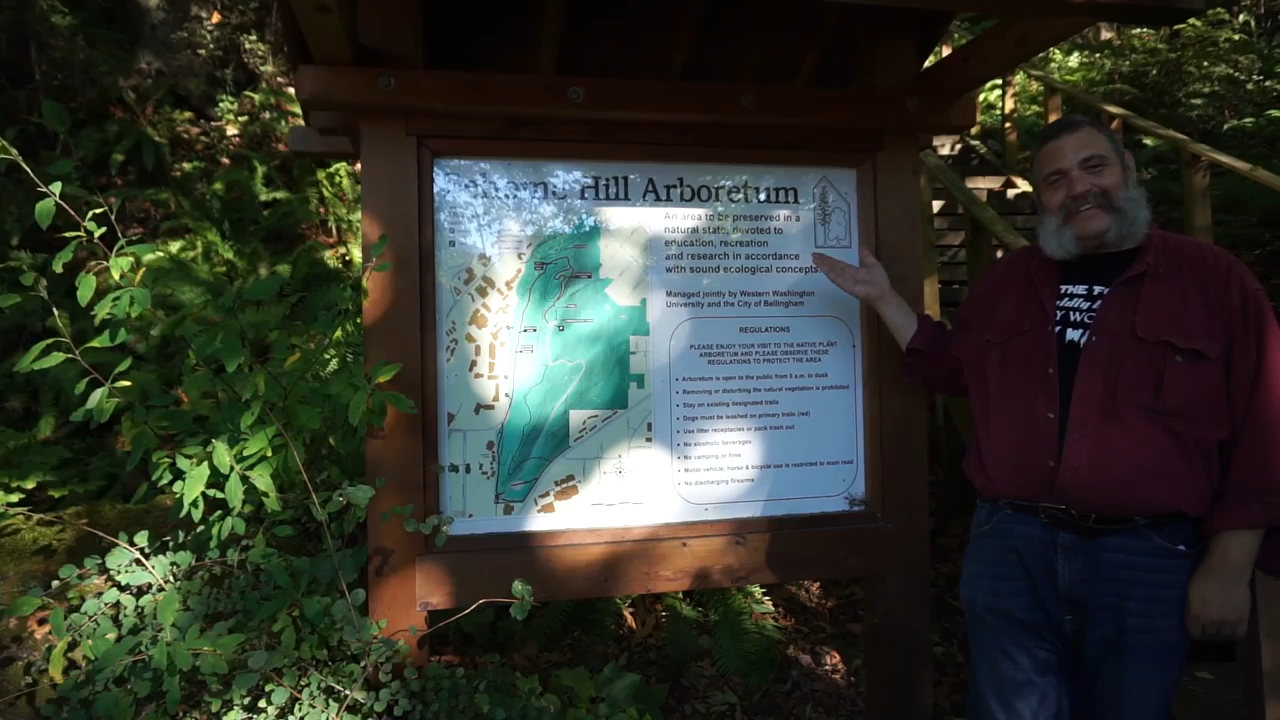 Sehome Hill Arboretum
An area to be preserved in a
natural state, devoted to
education, recreation
and research in accordance
with sound ecological concepts.
Managed jointly by Western Washington
University and the City of Bellingham
REGULATIONS
PLEASE ENJOY YOUR VISIT TO THE NATIVE PLANT
ARBORETUM AND PLEASE OBSERVE THESE
REGULATIONS TO PROTECT THE AREA
Arboretum is open to the public from 6 a.m. to dusk
Removing or disturbing the natural vegetation is prohibited
Stay on existing designated trails
Dogs must be leashed on primary trails (red)
Use litter receptacles or pack trash out
No alcoholic beverages
No camping or fires
Motor vehicle, horse & bicycle use is restricted to main road
No discharging firearms
THE